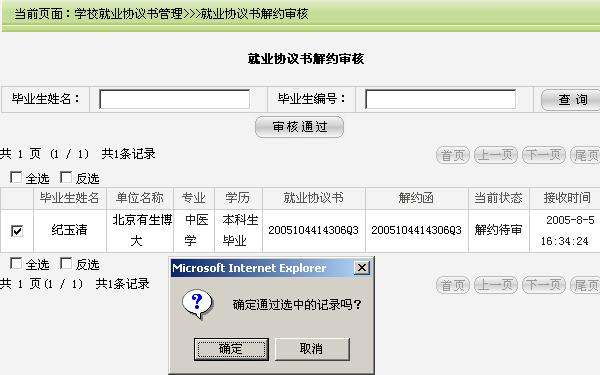 当前页面：学校就业协议书管理>>>就业协议书解约审核
就业协议书解约审核
毕业生姓名： 毕业生编号： 查 询
审核通过
共 1 页 (1 / 1) 共1条记录 首页 上一页 下一页 尾页
全选 反选
毕业生姓名 单位名称 专业 学历 就业协议书 解约函 当前状态 接收时间
纪玉清 北京有生博大 中医学 本科生毕业 2005104414306Q3 2005104414306Q3 解约待审 2005-8-5 16:34:24
全选 反选
共 1 页 (1 / 1) 共1条记录 首页 上一页 下一页 尾页
Microsoft Internet Explorer
确定通过选中的记录吗？
确定 取消